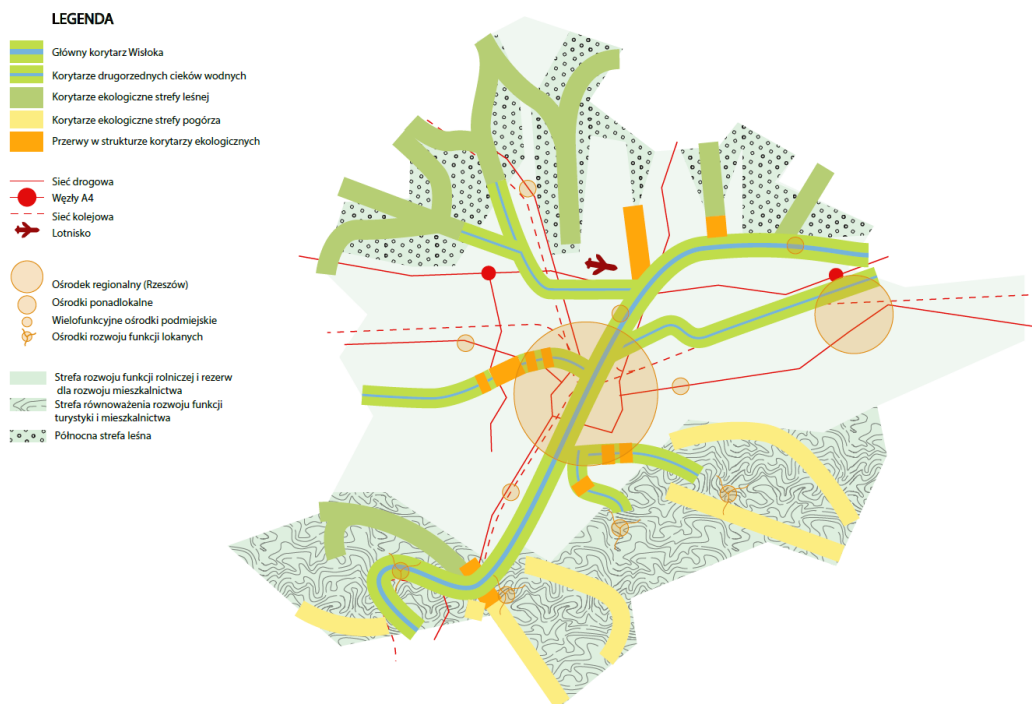 LEGENDA
Główny korytarz Wisłoka
Korytarze drugorzędnych cieków wodnych
Korytarze ekologiczne strefy leśnej
Korytarze ekologiczne strefy pogórza
Przerwy w strukturze korytarzy ekologicznych
Sieć drogowa
Węzły A4
Sieć kolejowa
Lotnisko
Ośrodek regionalny (Rzeszów)
Ośrodki ponadlokalne
Wielofunkcyjne ośrodki podmiejskie
Ośrodki rozwoju funkcji lokanych
Strefa rozwoju funkcji rolniczej i rezerw
dla rozwoju mieszkalnictwa
Strefa równoważenia rozwoju funkcji
turystyki i mieszkalnictwa
Północna strefa leśna